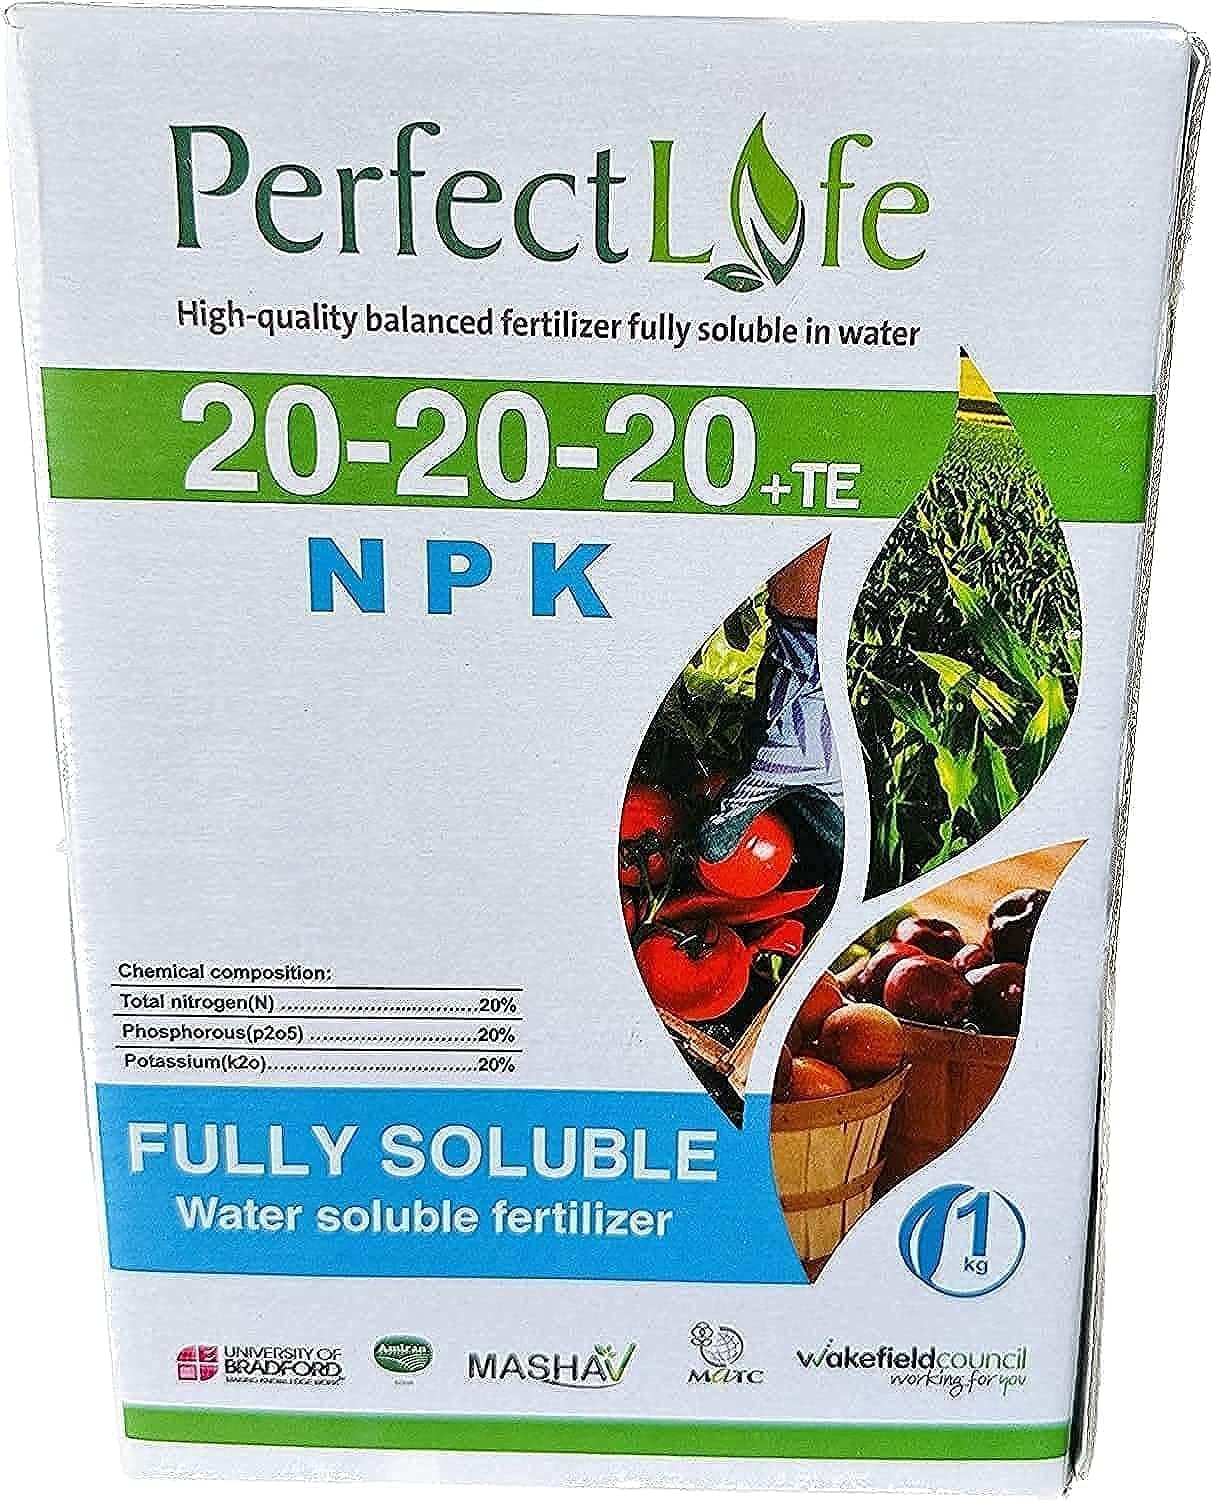 PerfectLife
High-quality balanced fertilizer fully soluble in water
20-20-20+TE
N P K
Chemical composition:
Total nitrogen(N) ................................20%
Phosphorous(p2o5) ...........................20%
Potassium(k2o)..................................20%
FULLY SOLUBLE
Water soluble fertilizer
1
kg
UNIVERSITY OF
BRADFORD
MAKING KNOWLEDGE WORK
Amiran
MASHAV
MATC
wakefieldcouncil
working for you